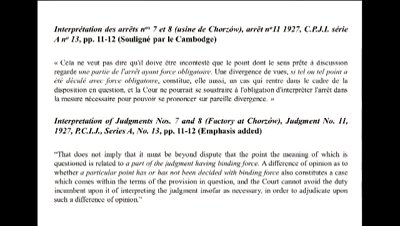 Interprétation des arrêts nos 7 et 8 (usine de Chorzów), arrêt n°11 1927, C.P.J.I. série
A n° 13, pp. 11-12 (Souligné par le Cambodge)
« Cela ne veut pas dire qu'il doive être incontesté que le point dont le sens prête à discussion
regarde une partie de l'arrêt ayant force obligatoire. Une divergence de vues, si tel ou tel point a
été décidé avec force obligatoire, constitue, elle aussi, un cas qui rentre dans le cadre de la
disposition en question, et la Cour ne pourrait se soustraire à l'obligation d'interpréter l'arrêt dans
la mesure nécessaire pour pouvoir se prononcer sur pareille divergence. »
Interpretation of Judgments Nos. 7 and 8 (Factory at Chorzów), Judgment No. 11,
1927, P.C.I.J., Series A, No. 13, pp. 11-12 (Emphasis added)
"That does not imply that it must be beyond dispute that the point the meaning of which is
questioned is related to a part of the judgment having binding force. A difference of opinion as to
whether a particular point has or has not been decided with binding force also constitutes a case
which comes within the terms of the provision in question, and the Court cannot avoid the duty
incumbent upon it of interpreting the judgment insofar as necessary, in order to adjudicate upon
such a difference of opinion."